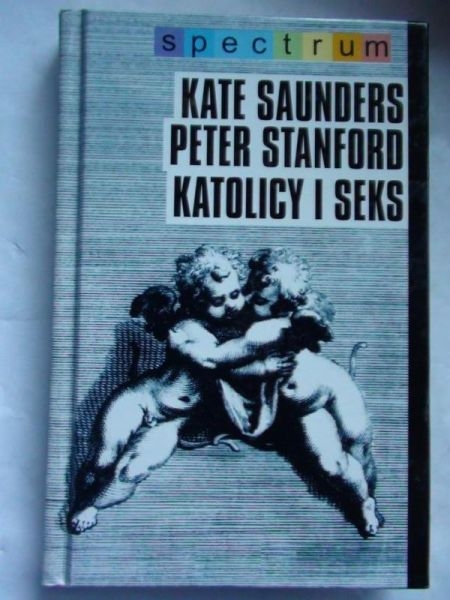 spectrum
KATE SAUNDERS
PETER STANFORD
KATOLICY I SEKS